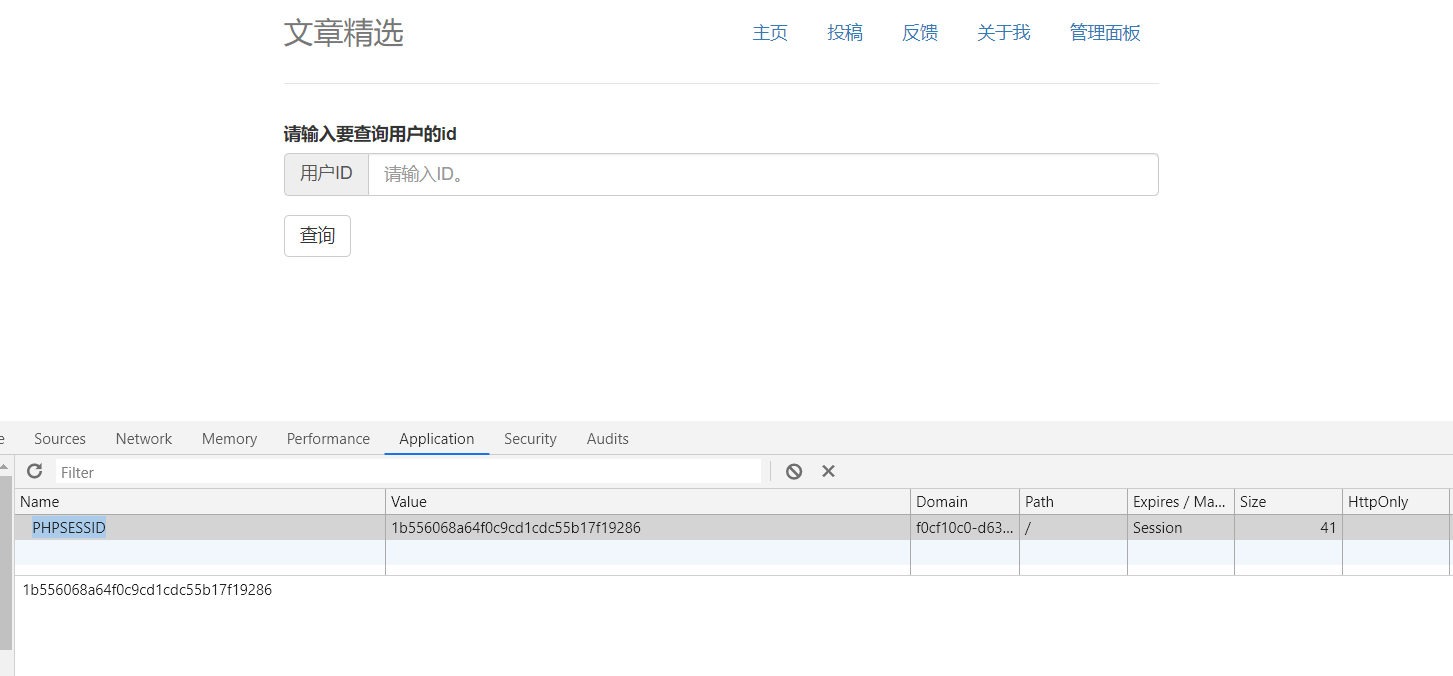 文章精选 主页 投稿 反馈 关于我 管理面板
请输入要查询用户的id
用户ID 请输入ID。
查询
e Sources Network Memory Performance Application Security Audits
Filter
Name Value Domain Path Expires / Ma... Size HttpOnly
PHPSESSID 1b556068a64f0c9cd1cdc55b17f19286 f0cf10c0-d63... / Session 41
1b556068a64f0c9cd1cdc55b17f19286